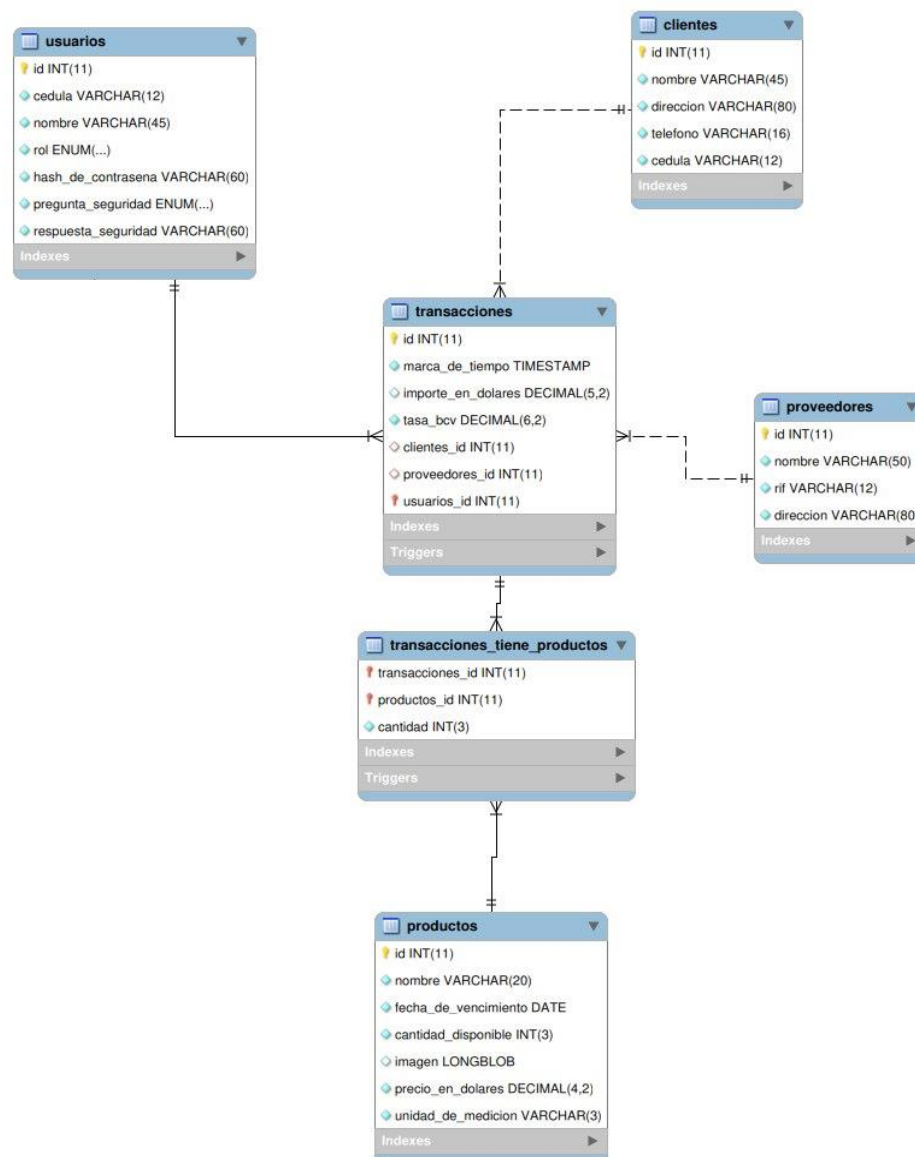 usuarios
id INT(11)
cedula VARCHAR(12)
nombre VARCHAR(45)
rol ENUM(...)
hash_de_contrasena VARCHAR(60)
pregunta_seguridad ENUM(...)
respuesta_seguridad VARCHAR(60)
Indexes
clientes
id INT(11)
nombre VARCHAR(45)
direccion VARCHAR(80)
telefono VARCHAR(16)
cedula VARCHAR(12)
Indexes
transacciones
id INT(11)
marca_de_tiempo TIMESTAMP
importe_en_dolares DECIMAL(5,2)
tasa_bcv DECIMAL(6,2)
clientes_id INT(11)
proveedores_id INT(11)
usuarios_id INT(11)
Indexes
Triggers
proveedores
id INT(11)
nombre VARCHAR(50)
rif VARCHAR(12)
direccion VARCHAR(80
Indexes
transacciones_tiene_productos
transacciones_id INT(11)
productos_id INT(11)
cantidad INT(3)
Indexes
Triggers
productos
id INT(11)
nombre VARCHAR(20)
fecha_de_vencimiento DATE
cantidad_disponible INT(3)
imagen LONGBLOB
precio_en_dolares DECIMAL(4,2)
unidad_de_medicion VARCHAR(3)
Indexes